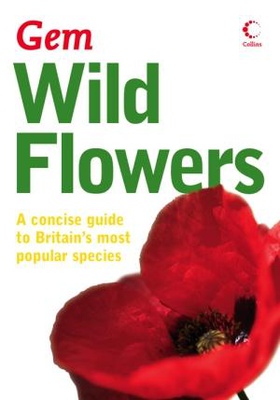 Gem
Collins
Wild
Flowers
A concise guide
to Britain's most
popular species